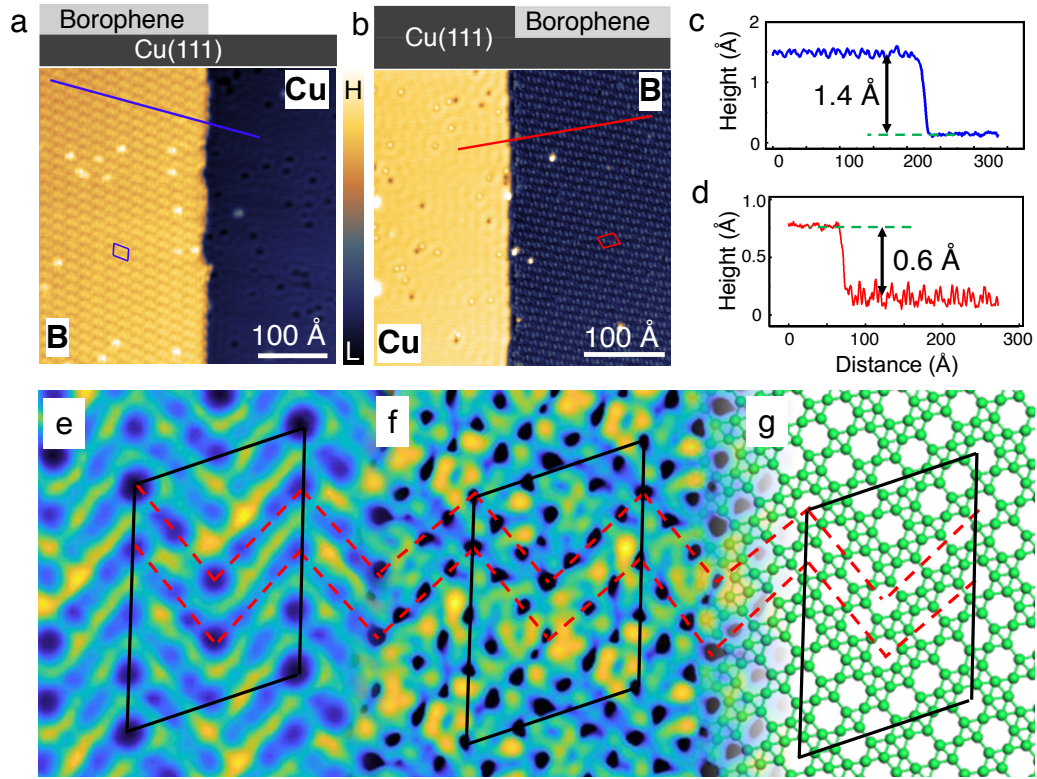 a
Borophene
Cu(111)
Cu
B
100 Å
H
L
b
Cu(111)
Borophene
B
Cu
100 Å
c
Height (Å)
2
1
0
1.4 Å
0
100
200
300
d
Height (Å)
1.0
0.5
0
0.6 Å
0
100
200
300
Distance (Å)
e
f
g